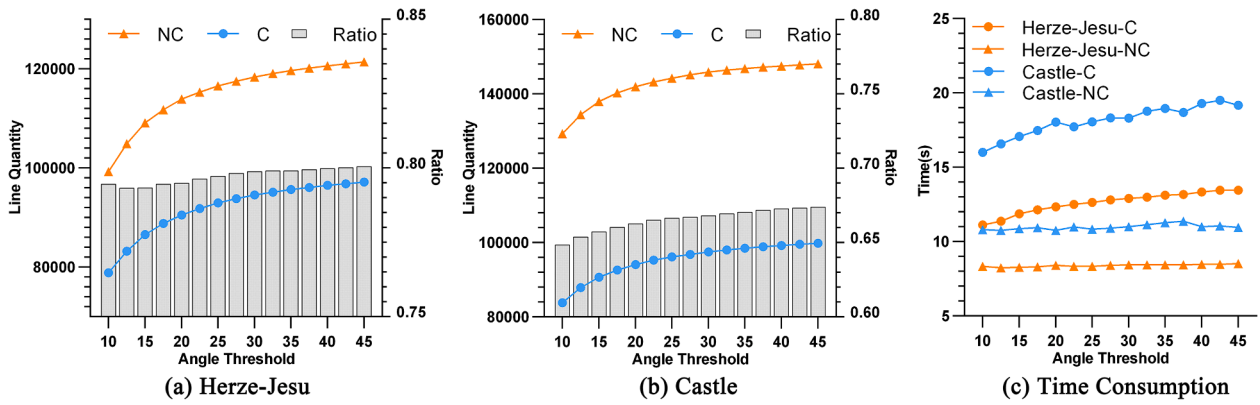 NC C Ratio
Line Quantity
120000
100000
80000
0.85
0.80
0.75
Ratio
10 15 20 25 30 35 40 45
Angle Threshold
(a) Herze-Jesu
NC C Ratio
Line Quantity
160000
140000
120000
100000
80000
0.80
0.75
0.70
0.65
0.60
Ratio
10 15 20 25 30 35 40 45
Angle Threshold
(b) Castle
Herze-Jesu-C
Herze-Jesu-NC
Castle-C
Castle-NC
Time(s)
25
20
15
10
5
10 15 20 25 30 35 40 45
Angle Threshold
(c) Time Consumption